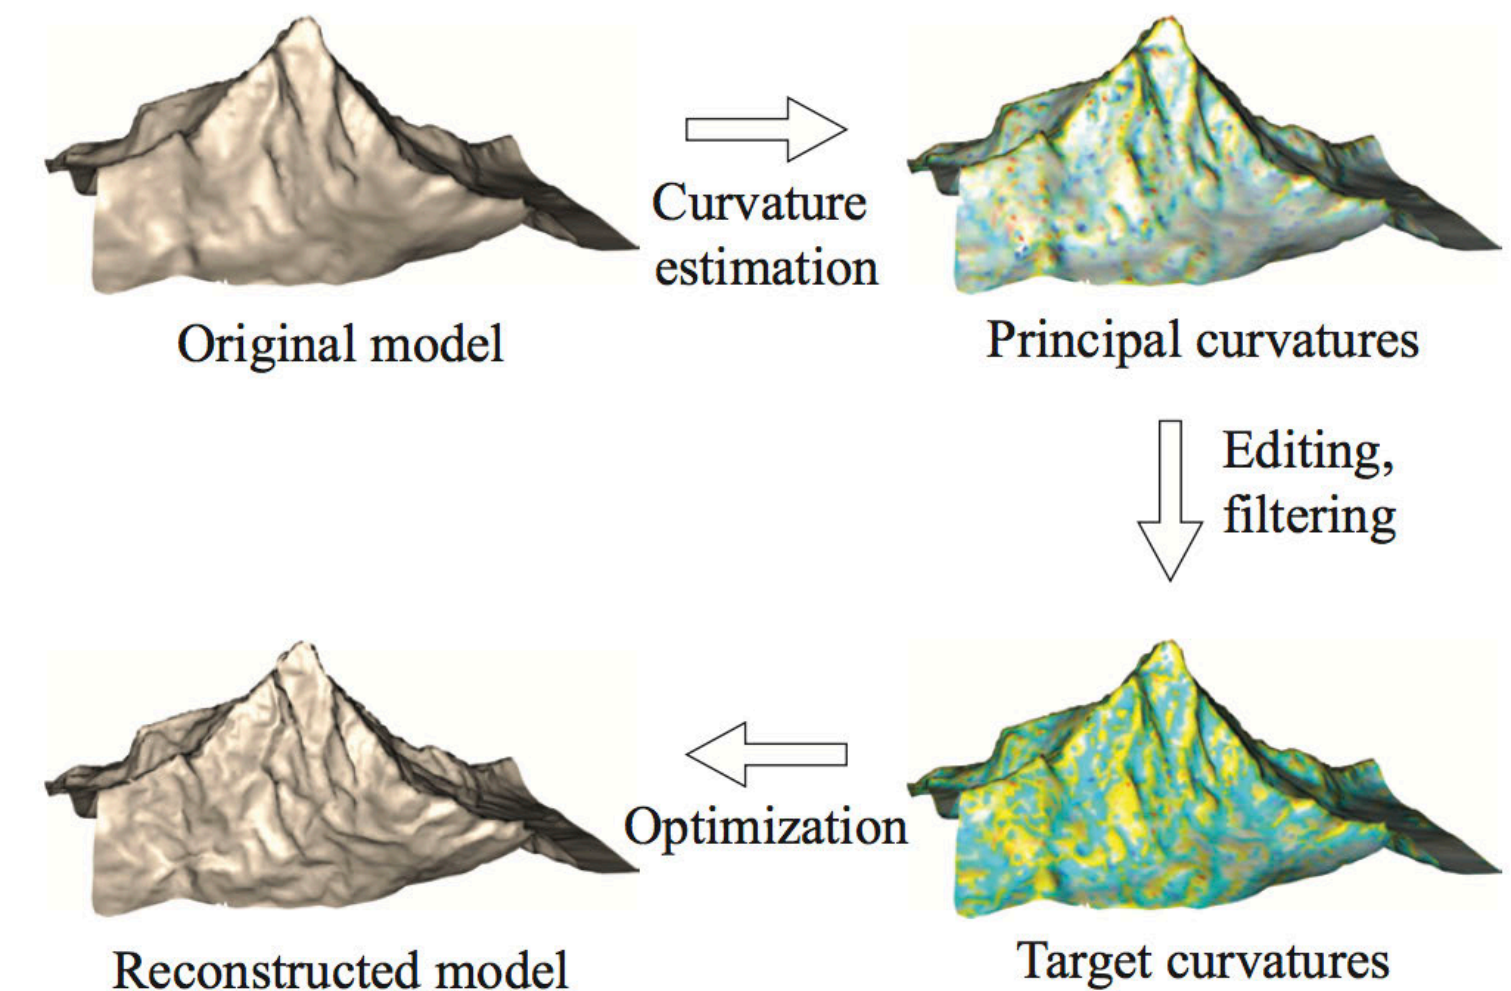 Curvature
estimation
Original model
Principal curvatures
Editing,
filtering
Optimization
Reconstructed model
Target curvatures